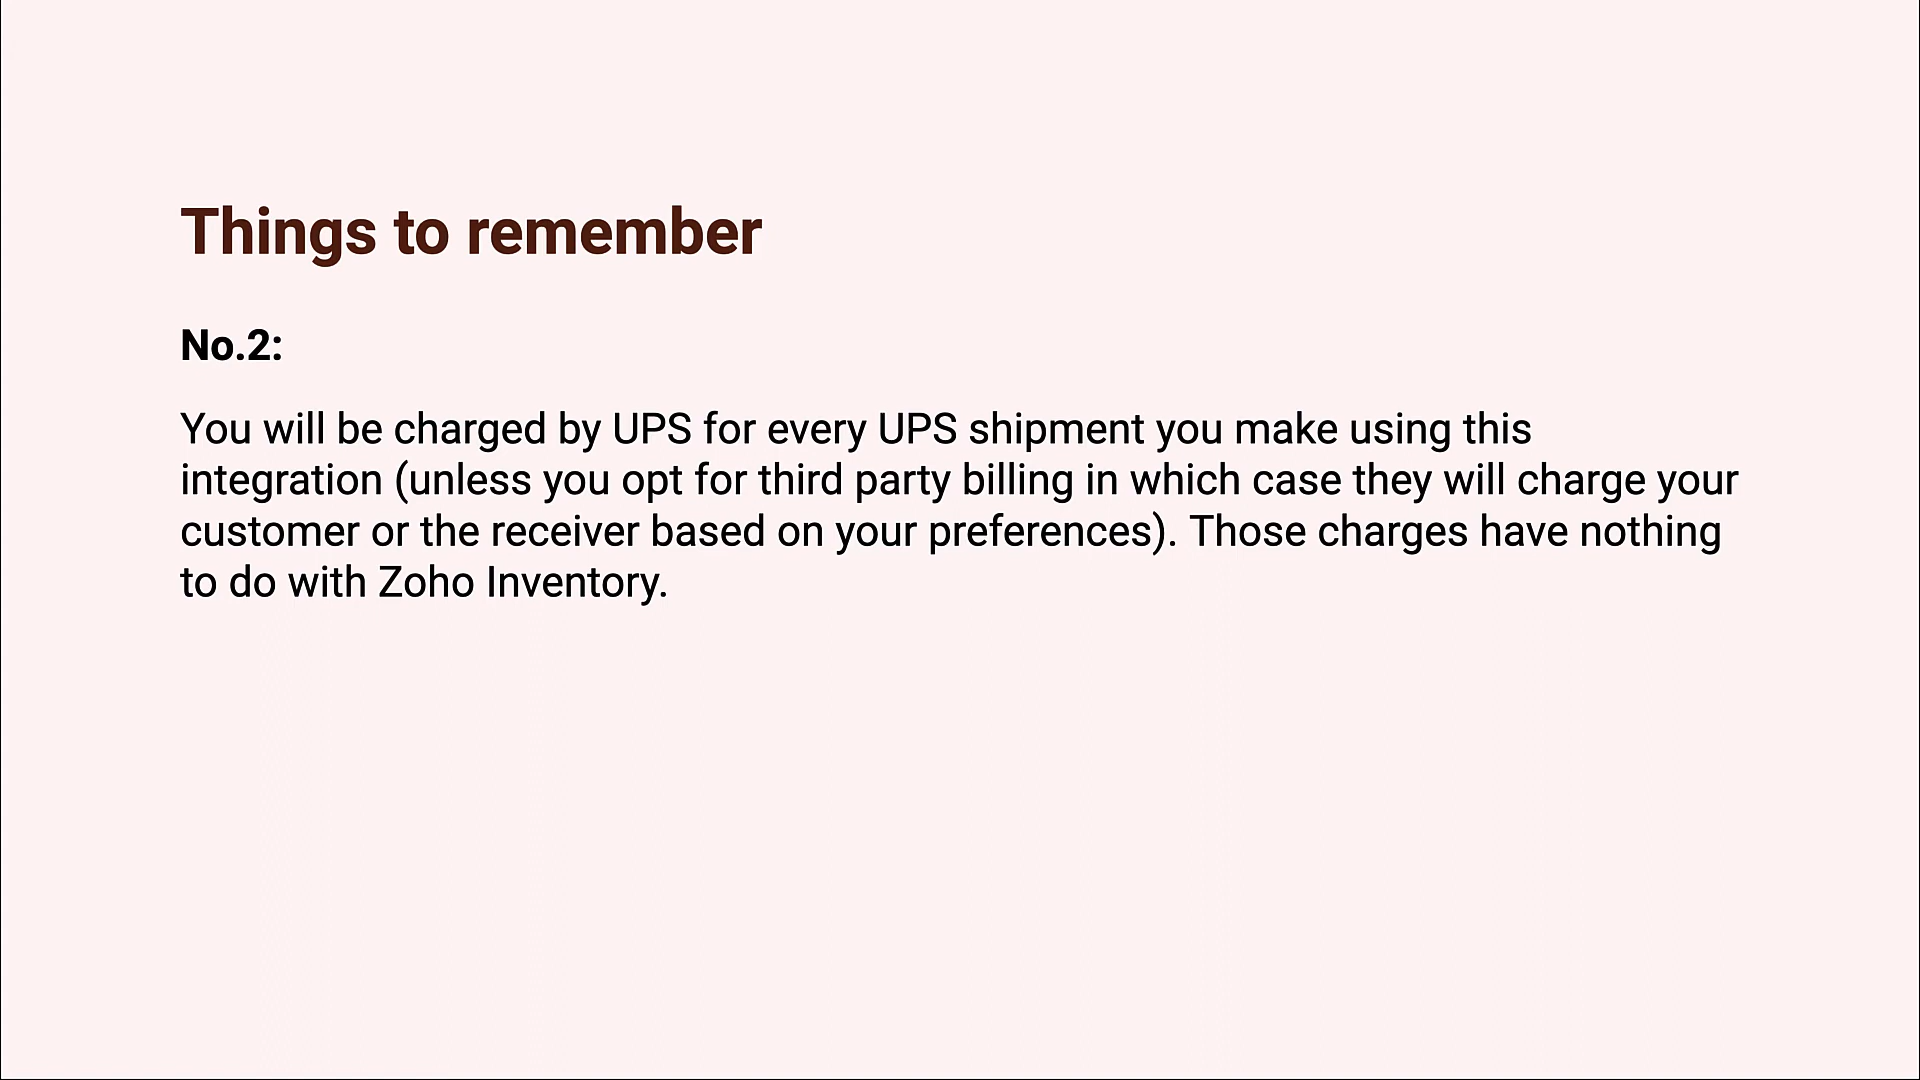 Things to remember
No.2:
You will be charged by UPS for every UPS shipment you make using this
integration (unless you opt for third party billing in which case they will charge your
customer or the receiver based on your preferences). Those charges have nothing
to do with Zoho Inventory.